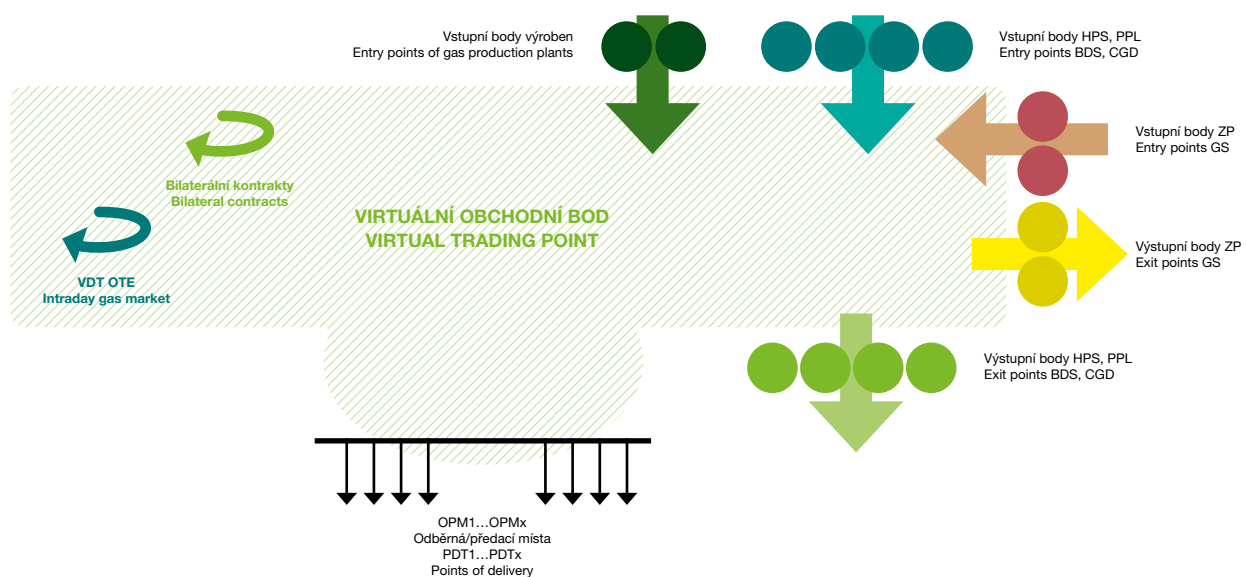 Vstupní body výroben
Entry points of gas production plants
Vstupní body HPS, PPL
Entry points BDS, CGD
Vstupní body ZP
Entry points GS
Bilaterální kontrakty
Bilateral contracts
VIRTUÁLNÍ OBCHODNÍ BOD
VIRTUAL TRADING POINT
Výstupní body ZP
Exit points GS
VDT OTE
Intraday gas market
Výstupní body HPS, PPL
Exit points BDS, CGD
OPM1…OPMx
Odběrná/předací místa
PDT1…PDTx
Points of delivery